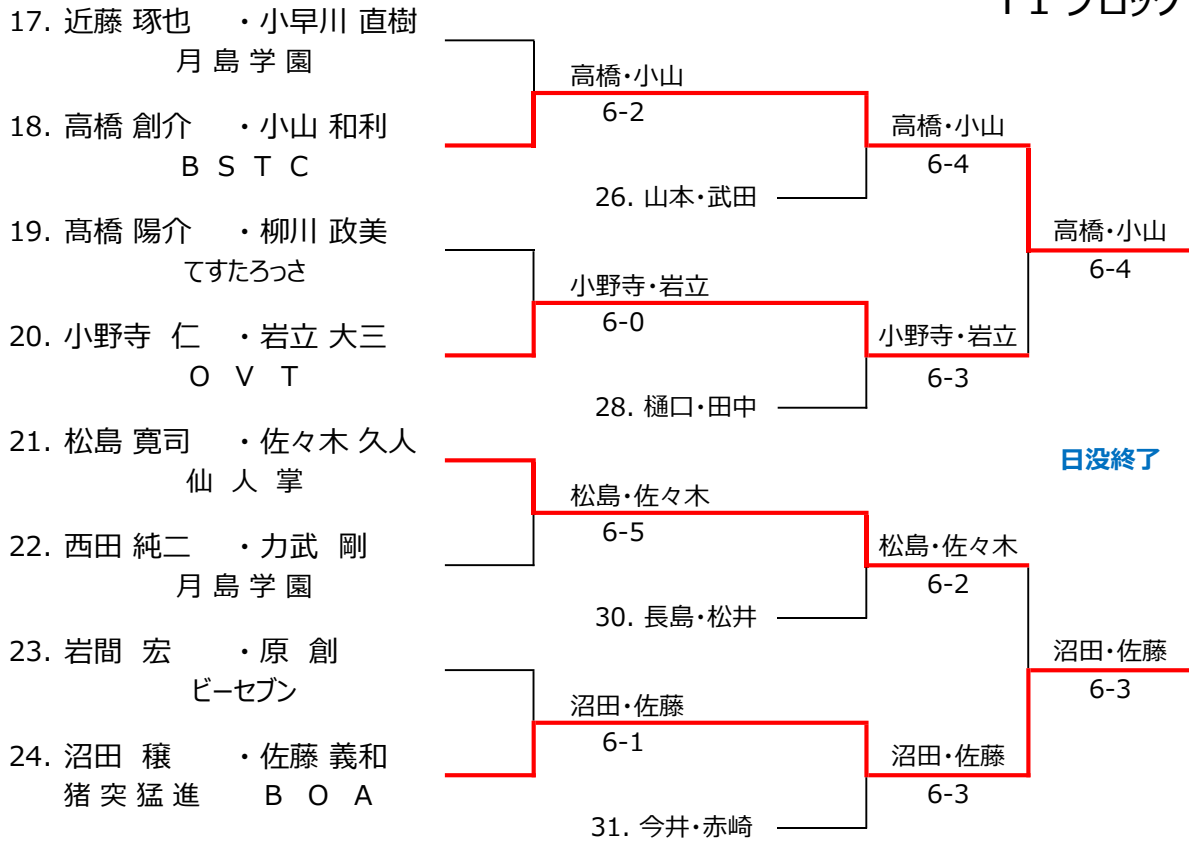 11ブロック
17. 近藤 琢也 ・小早川 直樹
月 島 学 園
高橋・小山
6-2
18. 高橋 創介 ・小山 和利
B S T C
高橋・小山
6-4
26. 山本・武田
19. 髙橋 陽介 ・柳川 政美
てすたろっさ
高橋・小山
6-4
小野寺・岩立
6-0
20. 小野寺 仁 ・岩立 大三
O V T
小野寺・岩立
6-3
28. 樋口・田中
21. 松島 寛司 ・佐々木 久人
仙 人 掌
日没終了
松島・佐々木
6-5
22. 西田 純二 ・力武 剛
月 島 学 園
松島・佐々木
6-2
30. 長島・松井
23. 岩間 宏 ・原 創
ビーセブン
沼田・佐藤
6-3
沼田・佐藤
6-1
24. 沼田 穣 ・佐藤 義和
猪 突 猛 進 B O A
沼田・佐藤
6-3
31. 今井・赤崎